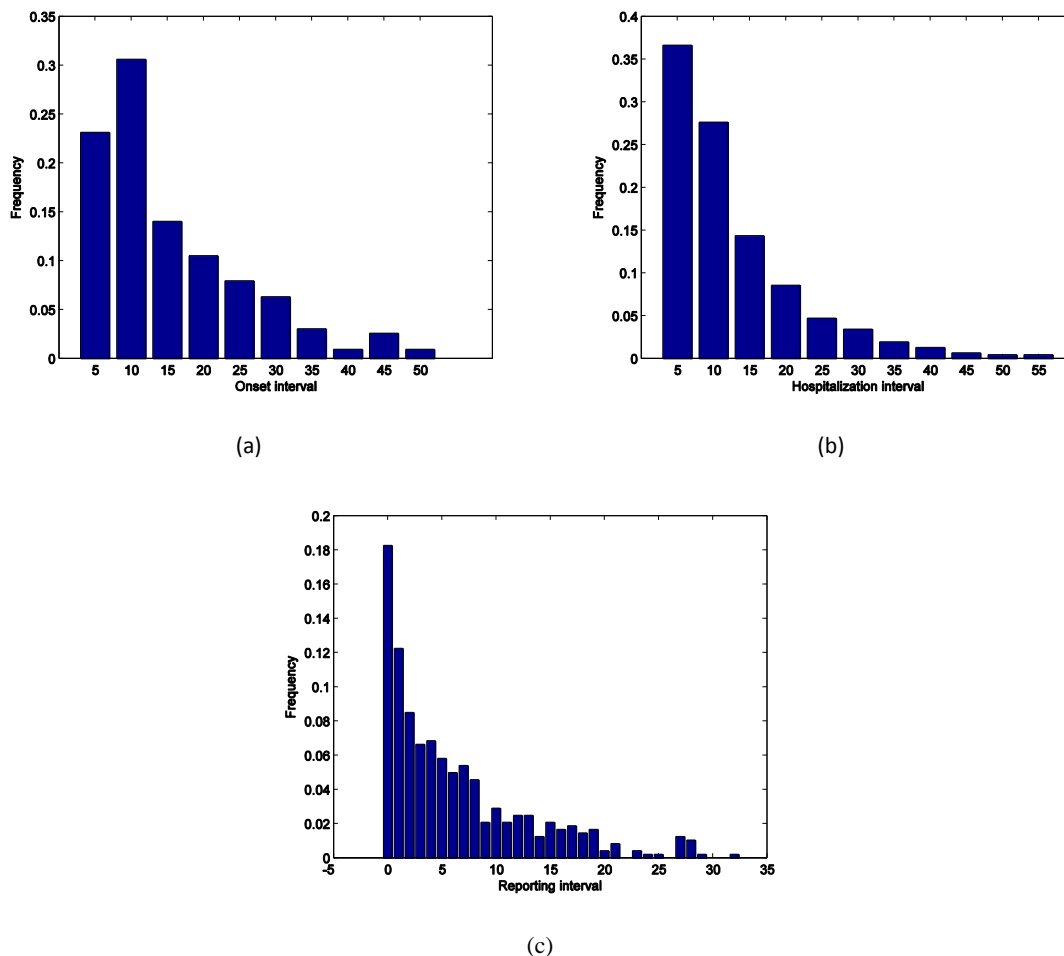 0.35
0.3
0.25
0.2
0.15
0.1
0.05
0
Frequency
5 10 15 20 25 30 35 40 45 50
Onset interval
(a)
0.4
0.35
0.3
0.25
0.2
0.15
0.1
0.05
0
Frequency
5 10 15 20 25 30 35 40 45 50 55
Hospitalization interval
(b)
0.2
0.18
0.16
0.14
0.12
0.1
0.08
0.06
0.04
0.02
0
Frequency
-5 0 5 10 15 20 25 30 35
Reporting interval
(c)